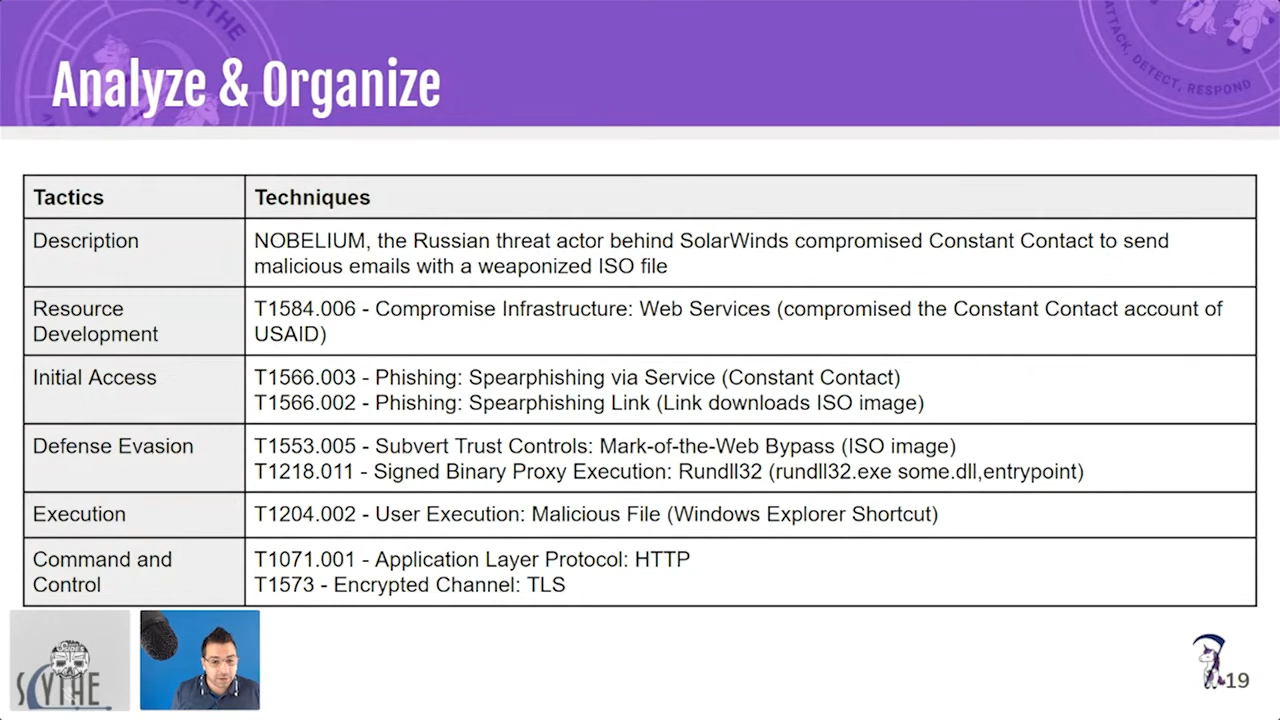 Analyze & Organize
ATTACK, DETECT, RESPOND
Tactics
Techniques
Description
NOBELIUM, the Russian threat actor behind SolarWinds compromised Constant Contact to send
malicious emails with a weaponized ISO file
Resource
Development
T1584.006 - Compromise Infrastructure: Web Services (compromised the Constant Contact account of
USAID)
Initial Access
T1566.003 - Phishing: Spearphishing via Service (Constant Contact)
T1566.002 - Phishing: Spearphishing Link (Link downloads ISO image)
Defense Evasion
T1553.005 - Subvert Trust Controls: Mark-of-the-Web Bypass (ISO image)
T1218.011 - Signed Binary Proxy Execution: Rundll32 (rundll32.exe some.dll,entrypoint)
Execution
T1204.002 - User Execution: Malicious File (Windows Explorer Shortcut)
Command and
Control
T1071.001 - Application Layer Protocol: HTTP
T1573 - Encrypted Channel: TLS
SCYTHE
19